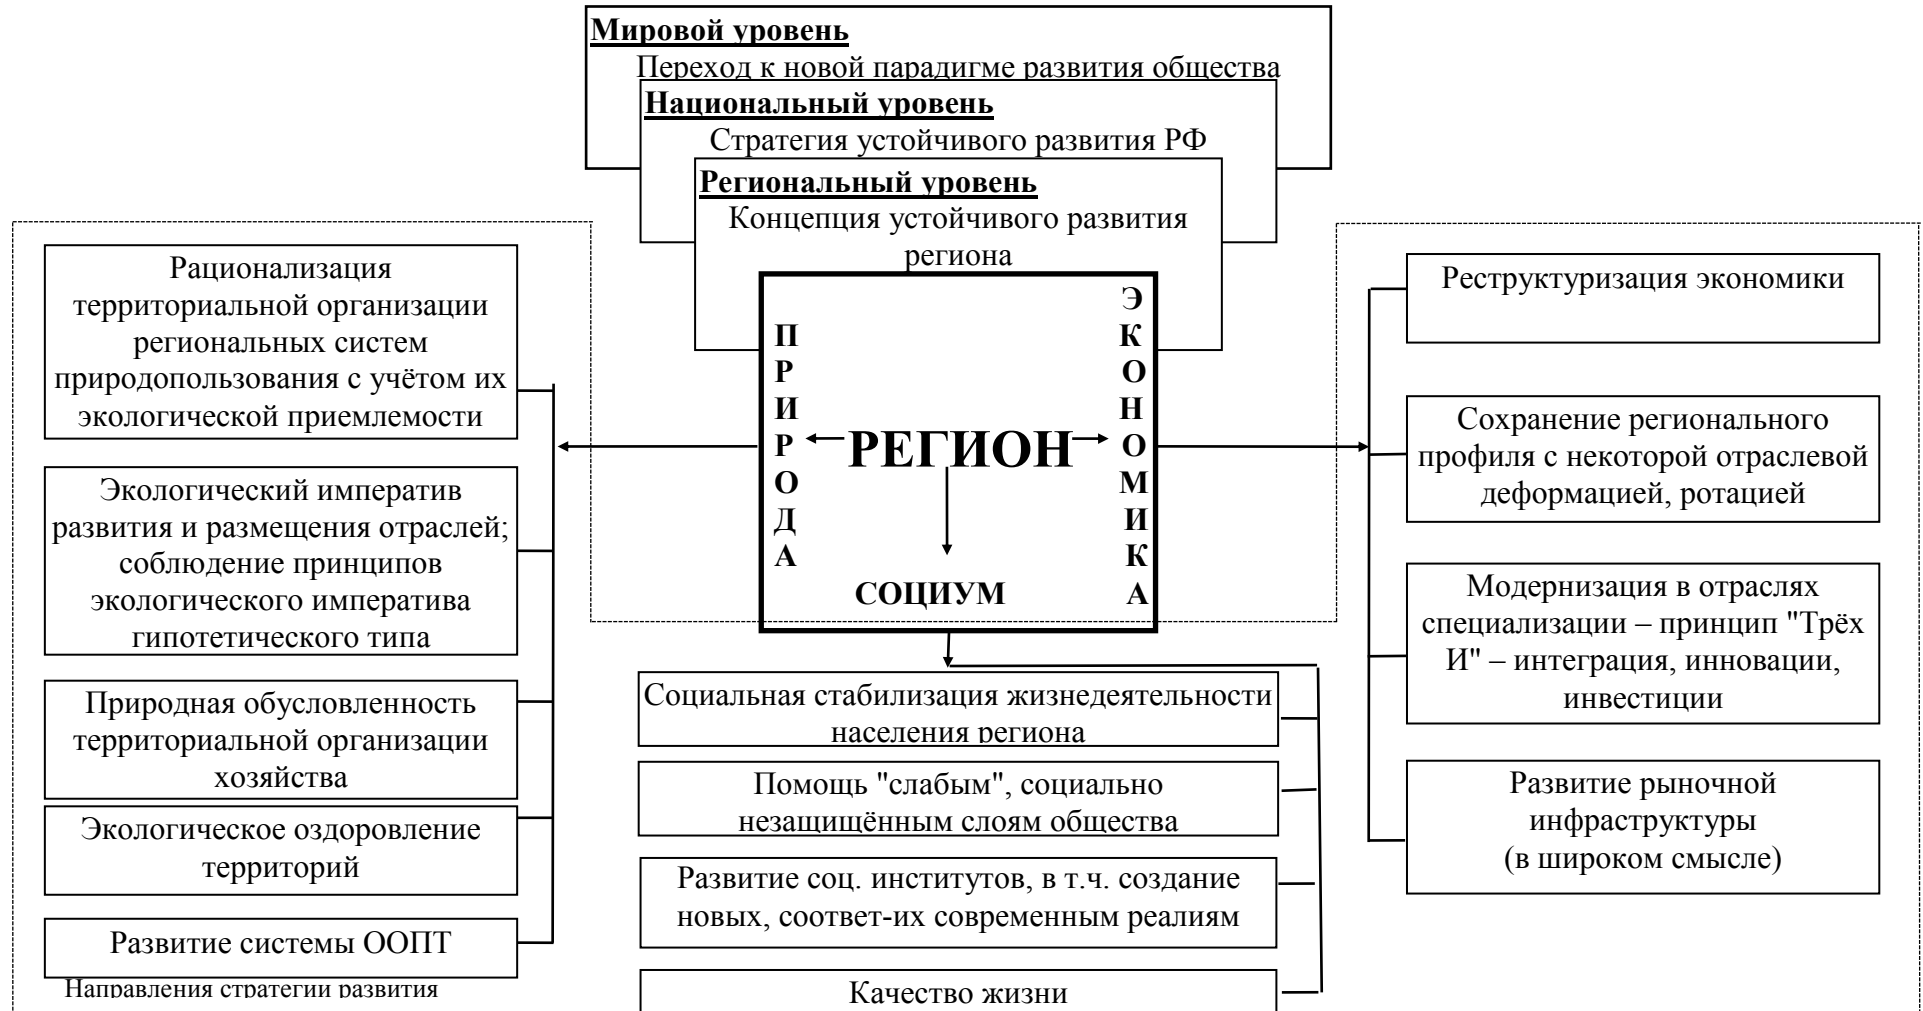 Мировой уровень
Переход к новой парадигме развития общества
Национальный уровень
Стратегия устойчивого развития РФ
Региональный уровень
Концепция устойчивого развития
региона
Рационализация
территориальной организации
региональных систем
природопользования с учётом их
экологической приемлемости
Экологический императив
развития и размещения отраслей;
соблюдение принципов
экологического императива
гипотетического типа
Природная обусловленность
территориальной организации
хозяйства
Экологическое оздоровление
территорий
Развитие системы ООПТ
Направления стратегии развития
ПРИРОДА
РЕГИОН
ЭКОНОМИКА
СОЦИУМ
Социальная стабилизация жизнедеятельности
населения региона
Помощь "слабым", социально
незащищённым слоям общества
Развитие соц. институтов, в т.ч. создание
новых, соответ-их современным реалиям
Качество жизни
Реструктуризация экономики
Сохранение регионального
профиля с некоторой отраслевой
деформацией, ротацией
Модернизация в отраслях
специализации – принцип "Трёх
И" – интеграция, инновации,
инвестиции
Развитие рыночной
инфраструктуры
(в широком смысле)